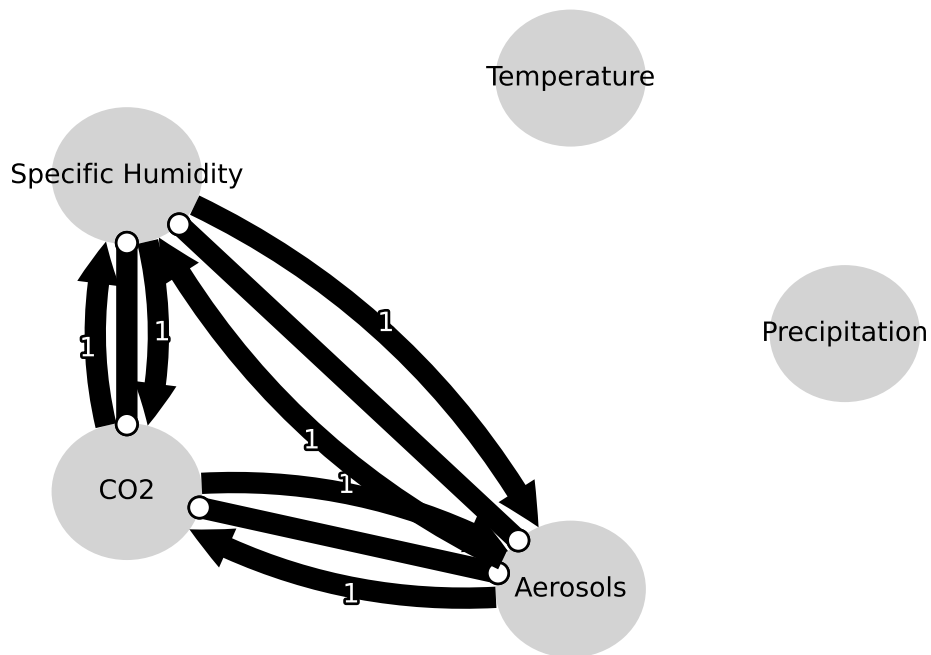 Temperature
Specific Humidity
1
Precipitation
1
1
1
1
CO2
Aerosols
1